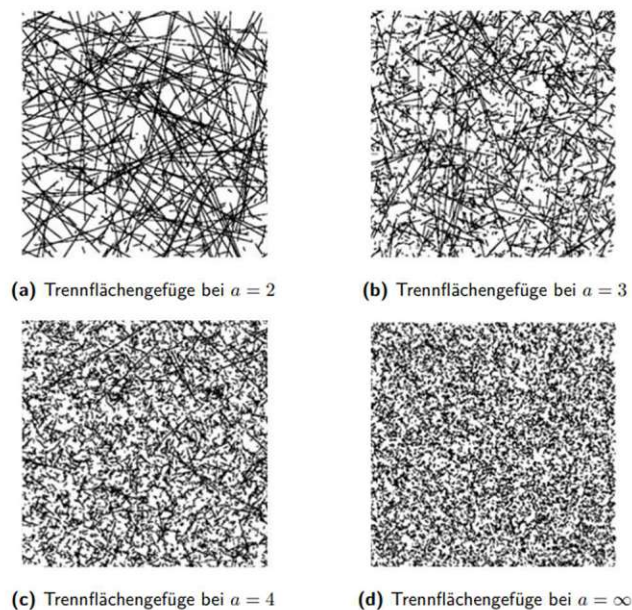 (a) Trennflächengefüge bei a = 2
(b) Trennflächengefüge bei a = 3
(c) Trennflächengefüge bei a = 4
(d) Trennflächengefüge bei a = ∞